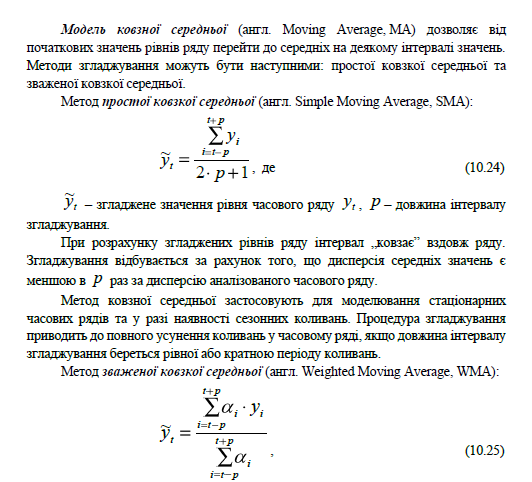 Модель ковзної середньої (англ. Moving Average, MA) дозволяє від
початкових значень рівнів ряду перейти до середніх на деякому інтервалі значень.
Методи згладжування можуть бути наступними: простої ковзкої середньої та
зваженої ковзкої середньої.
Метод простої ковзкої середньої (англ. Simple Moving Average, SMA):
ỹ_t = (∑_{i=t−p}^{t+p} y_i) / (2· p+1) , де (10.24)
ỹ_t – згладжене значення рівня часового ряду y_t , p – довжина інтервалу
згладжування.
При розрахунку згладжених рівнів ряду інтервал „ковзає” вздовж ряду.
Згладжування відбувається за рахунок того, що дисперсія середніх значень є
меншою в p раз за дисперсію аналізованого часового ряду.
Метод ковзної середньої застосовують для моделювання стаціонарних
часових рядів та у разі наявності сезонних коливань. Процедура згладжування
приводить до повного усунення коливань у часовому ряді, якщо довжина інтервалу
згладжування береться рівної або кратною періоду коливань.
Метод зваженої ковзкої середньої (англ. Weighted Moving Average, WMA):
ỹ_t = (∑_{i=t−p}^{t+p} α_i · y_i) / (∑_{i=t−p}^{t+p} α_i) , (10.25)